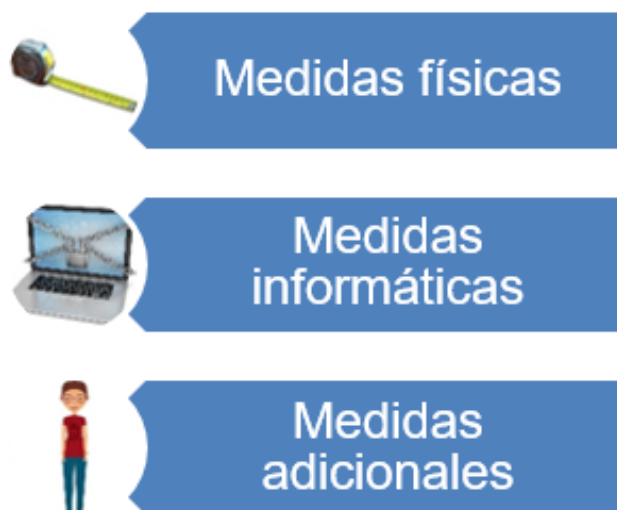 Medidas físicas
Medidas
informáticas
Medidas
adicionales